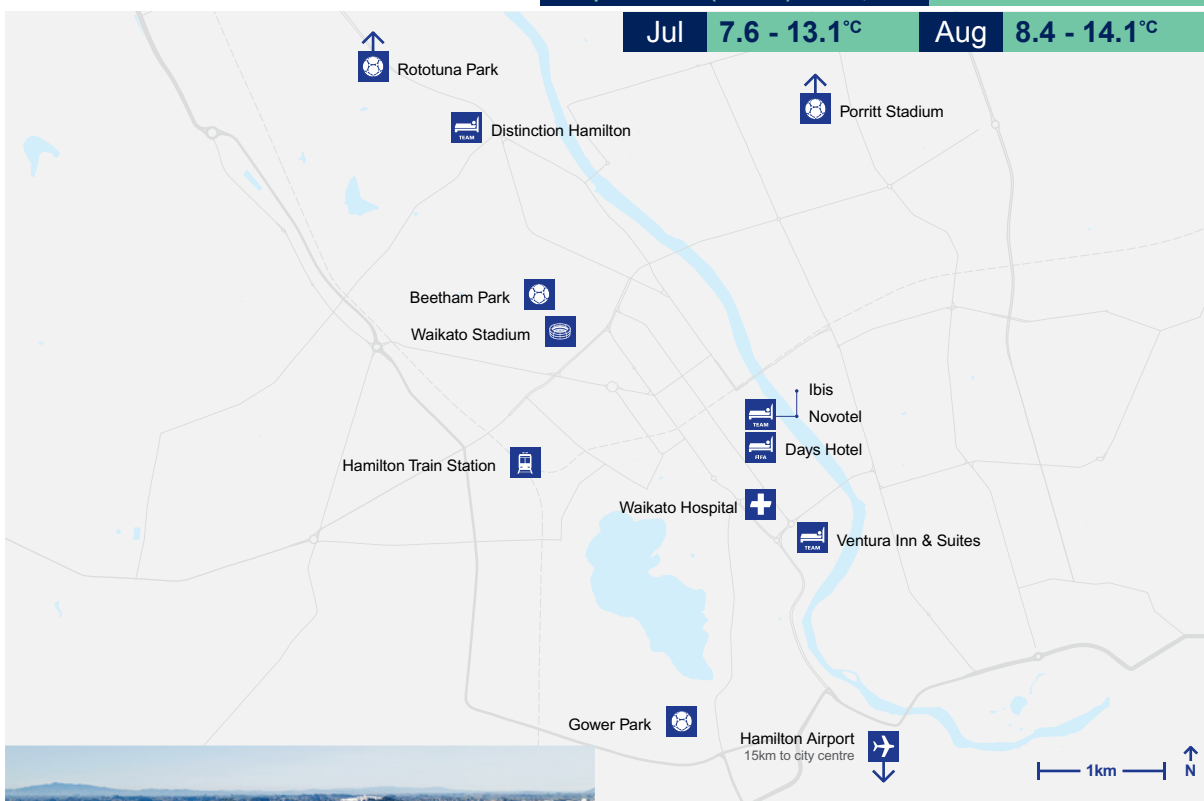 Jul 7.6 - 13.1°C Aug 8.4 - 14.1°C
Rototuna Park
Porritt Stadium
TEAM
Distinction Hamilton
Beetham Park
Waikato Stadium
Ibis
TEAM
Novotel
FIFA
Days Hotel
Hamilton Train Station
Waikato Hospital
TEAM
Ventura Inn & Suites
Gower Park
Hamilton Airport
15km to city centre
1km
N